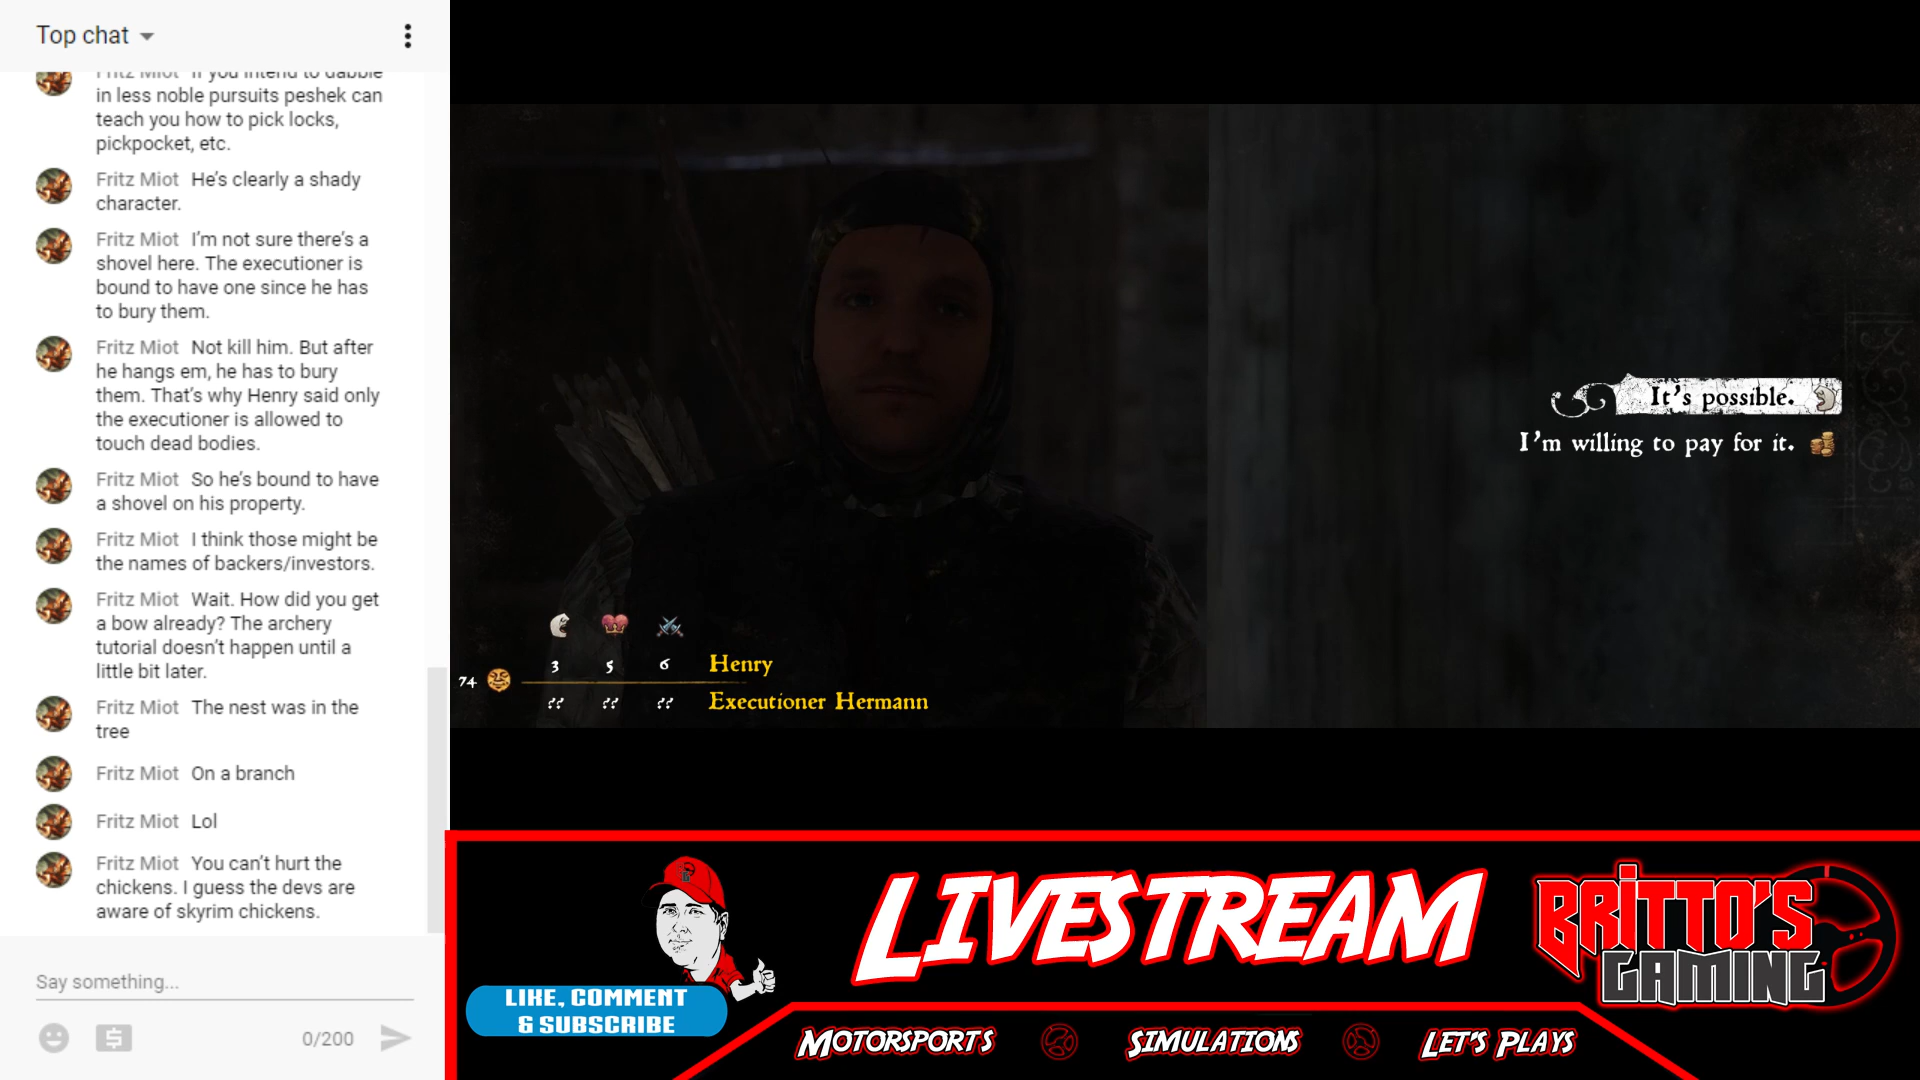 Top chat
Fritz Miot If you intend to dabble
in less noble pursuits peshek can
teach you how to pick locks,
pickpocket, etc.
Fritz Miot He's clearly a shady
character.
Fritz Miot I'm not sure there's a
shovel here. The executioner is
bound to have one since he has
to bury them.
Fritz Miot Not kill him. But after
he hangs em, he has to bury
them. That's why Henry said only
the executioner is allowed to
touch dead bodies.
Fritz Miot So he's bound to have
a shovel on his property.
Fritz Miot I think those might be
the names of backers/investors.
Fritz Miot Wait. How did you get
a bow already? The archery
tutorial doesn't happen until a
little bit later.
Fritz Miot The nest was in the
tree
Fritz Miot On a branch
Fritz Miot Lol
Fritz Miot You can't hurt the
chickens. I guess the devs are
aware of skyrim chickens.
Say something...
0/200
It's possible.
I'm willing to pay for it.
3 5 6 Henry
74
?? ?? ?? Executioner Hermann
LIKE, COMMENT
& SUBSCRIBE
LIVESTREAM
BRITTO'S
GAMING
MOTORSPORTS SIMULATIONS LET'S PLAYS